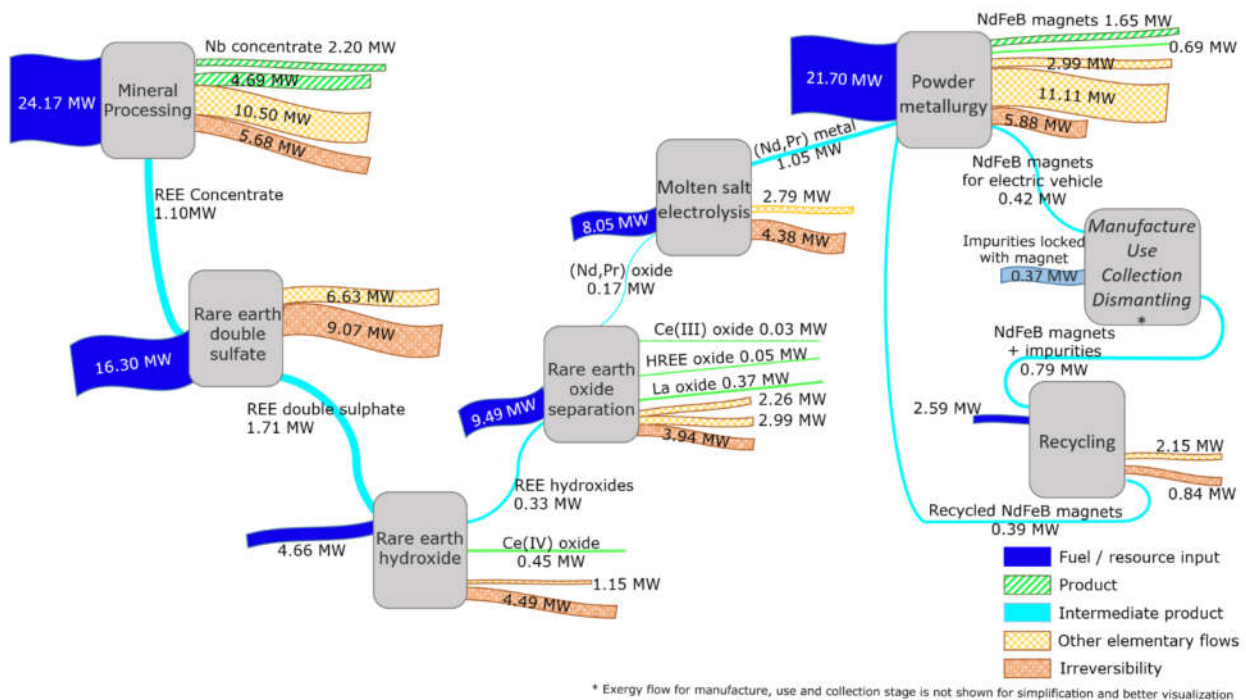 Nb concentrate 2.20 MW
24.17 MW
Mineral
Processing
4.69 MW
10.50 MW
5.68 MW
REE Concentrate
1.10MW
16.30 MW
Rare earth
double
sulfate
6.63 MW
9.07 MW
REE double sulphate
1.71 MW
4.66 MW
Rare earth
hydroxide
Ce(IV) oxide
0.45 MW
1.15 MW
4.49 MW
REE hydroxides
0.33 MW
9.49 MW
Rare earth
oxide
separation
Ce(III) oxide 0.03 MW
HREE oxide 0.05 MW
La oxide 0.37 MW
2.26 MW
2.99 MW
3.94 MW
(Nd,Pr) oxide
0.17 MW
8.05 MW
Molten salt
electrolysis
2.79 MW
4.38 MW
(Nd,Pr) metal
1.05 MW
21.70 MW
Powder
metallurgy
NdFeB magnets 1.65 MW
0.69 MW
2.99 MW
11.11 MW
5.88 MW
NdFeB magnets
for electric vehicle
0.42 MW
Impurities locked
with magnet
0.37 MW
Manufacture
Use
Collection
Dismantling
*
NdFeB magnets
+ impurities
0.79 MW
2.59 MW
Recycling
2.15 MW
0.84 MW
Recycled NdFeB magnets
0.39 MW
Fuel / resource input
Product
Intermediate product
Other elementary flows
Irreversibility
* Exergy flow for manufacture, use and collection stage is not shown for simplification and better visualization